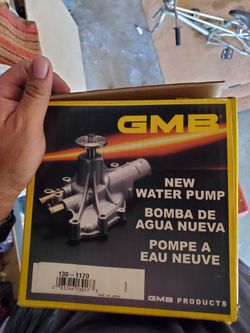 GMB
NEW
WATER PUMP
BOMBA DE
AGUA NUEVA
POMPE A
EAU NEUVE
130-1170
GMB PRODUCTS